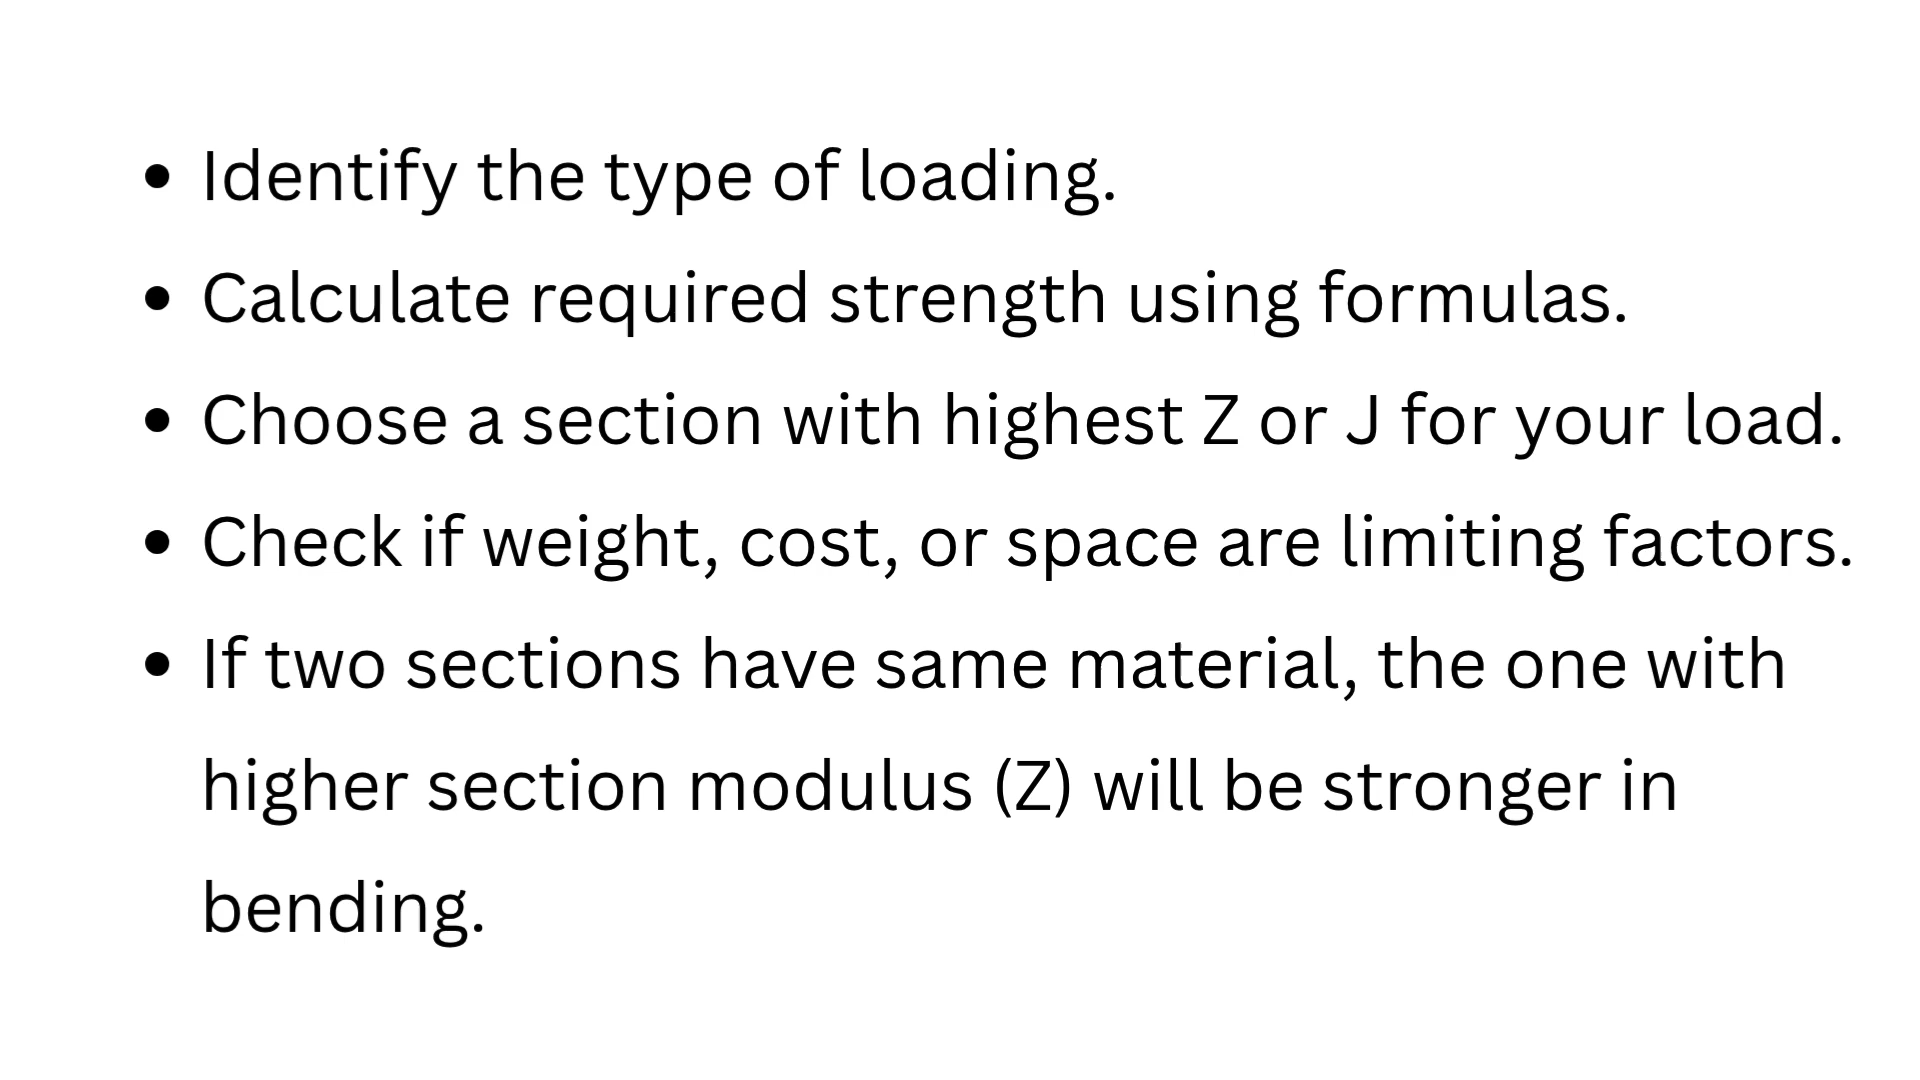 • Identify the type of loading.
• Calculate required strength using formulas.
• Choose a section with highest Z or J for your load.
• Check if weight, cost, or space are limiting factors.
• If two sections have same material, the one with
higher section modulus (Z) will be stronger in
bending.